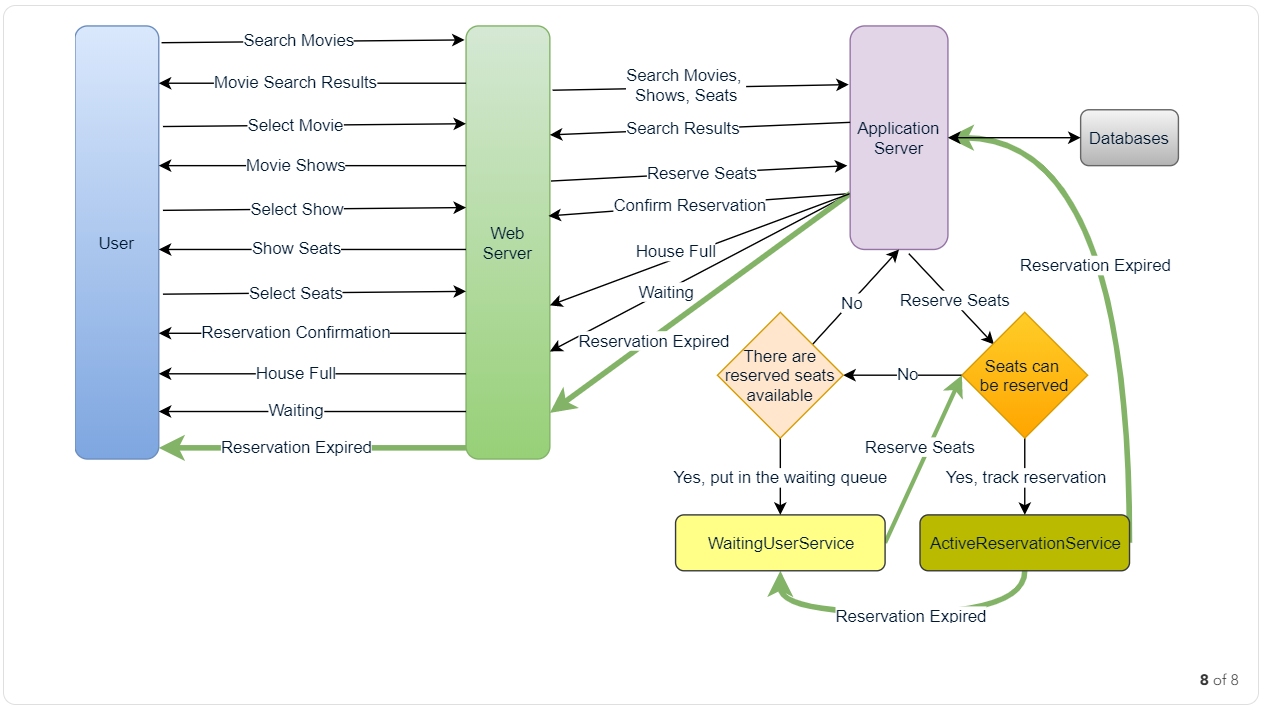 Search Movies
Movie Search Results
Select Movie
Movie Shows
Select Show
Show Seats
Select Seats
Reservation Confirmation
House Full
Waiting
Reservation Expired
User
Web
Server
Search Movies,
Shows, Seats
Search Results
Reserve Seats
Confirm Reservation
House Full
Waiting
Reservation Expired
Application
Server
Databases
Reservation Expired
No
Reserve Seats
There are
reserved seats
available
No
Seats can
be reserved
Reserve Seats
Yes, put in the waiting queue
Yes, track reservation
WaitingUserService
ActiveReservationService
Reservation Expired
8 of 8